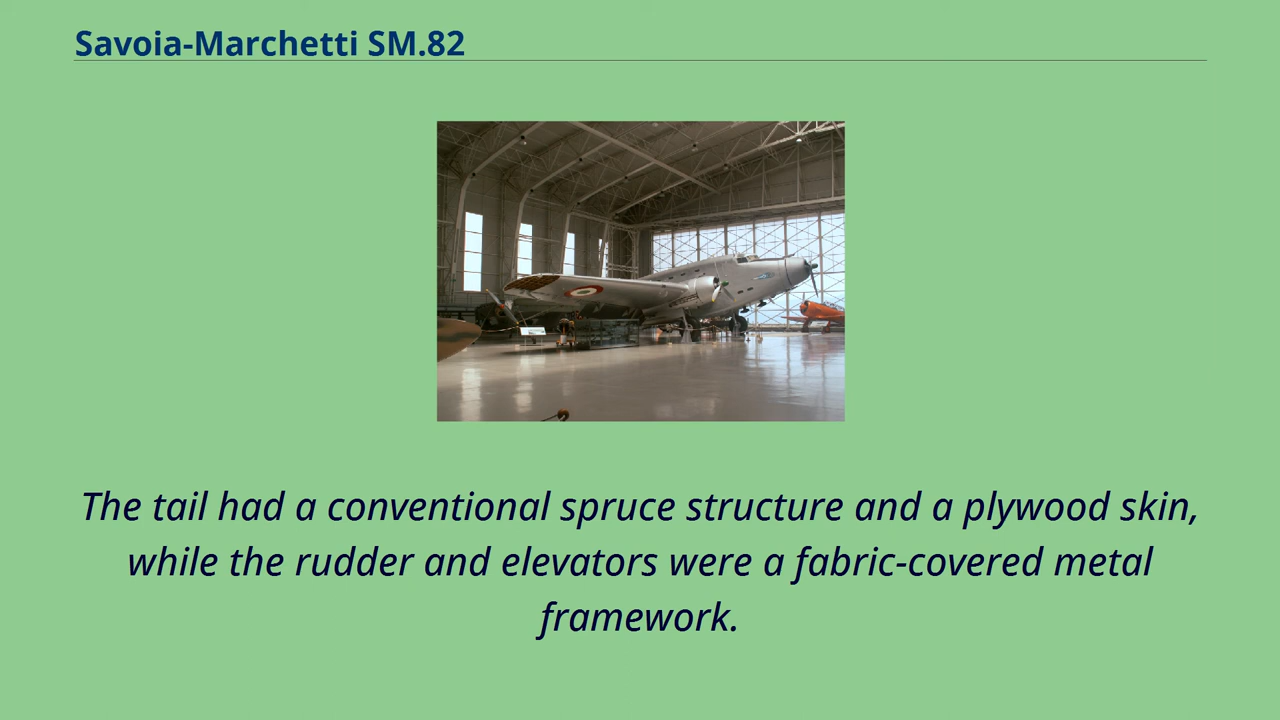 Savoia-Marchetti SM.82
The tail had a conventional spruce structure and a plywood skin,
while the rudder and elevators were a fabric-covered metal
framework.